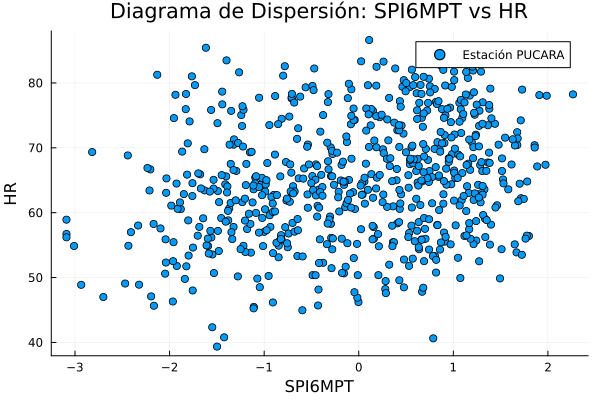 Diagrama de Dispersión: SPI6MPT vs HR
Estación PUCARA
HR
80
70
60
50
40
−3
−2
−1
0
1
2
SPI6MPT